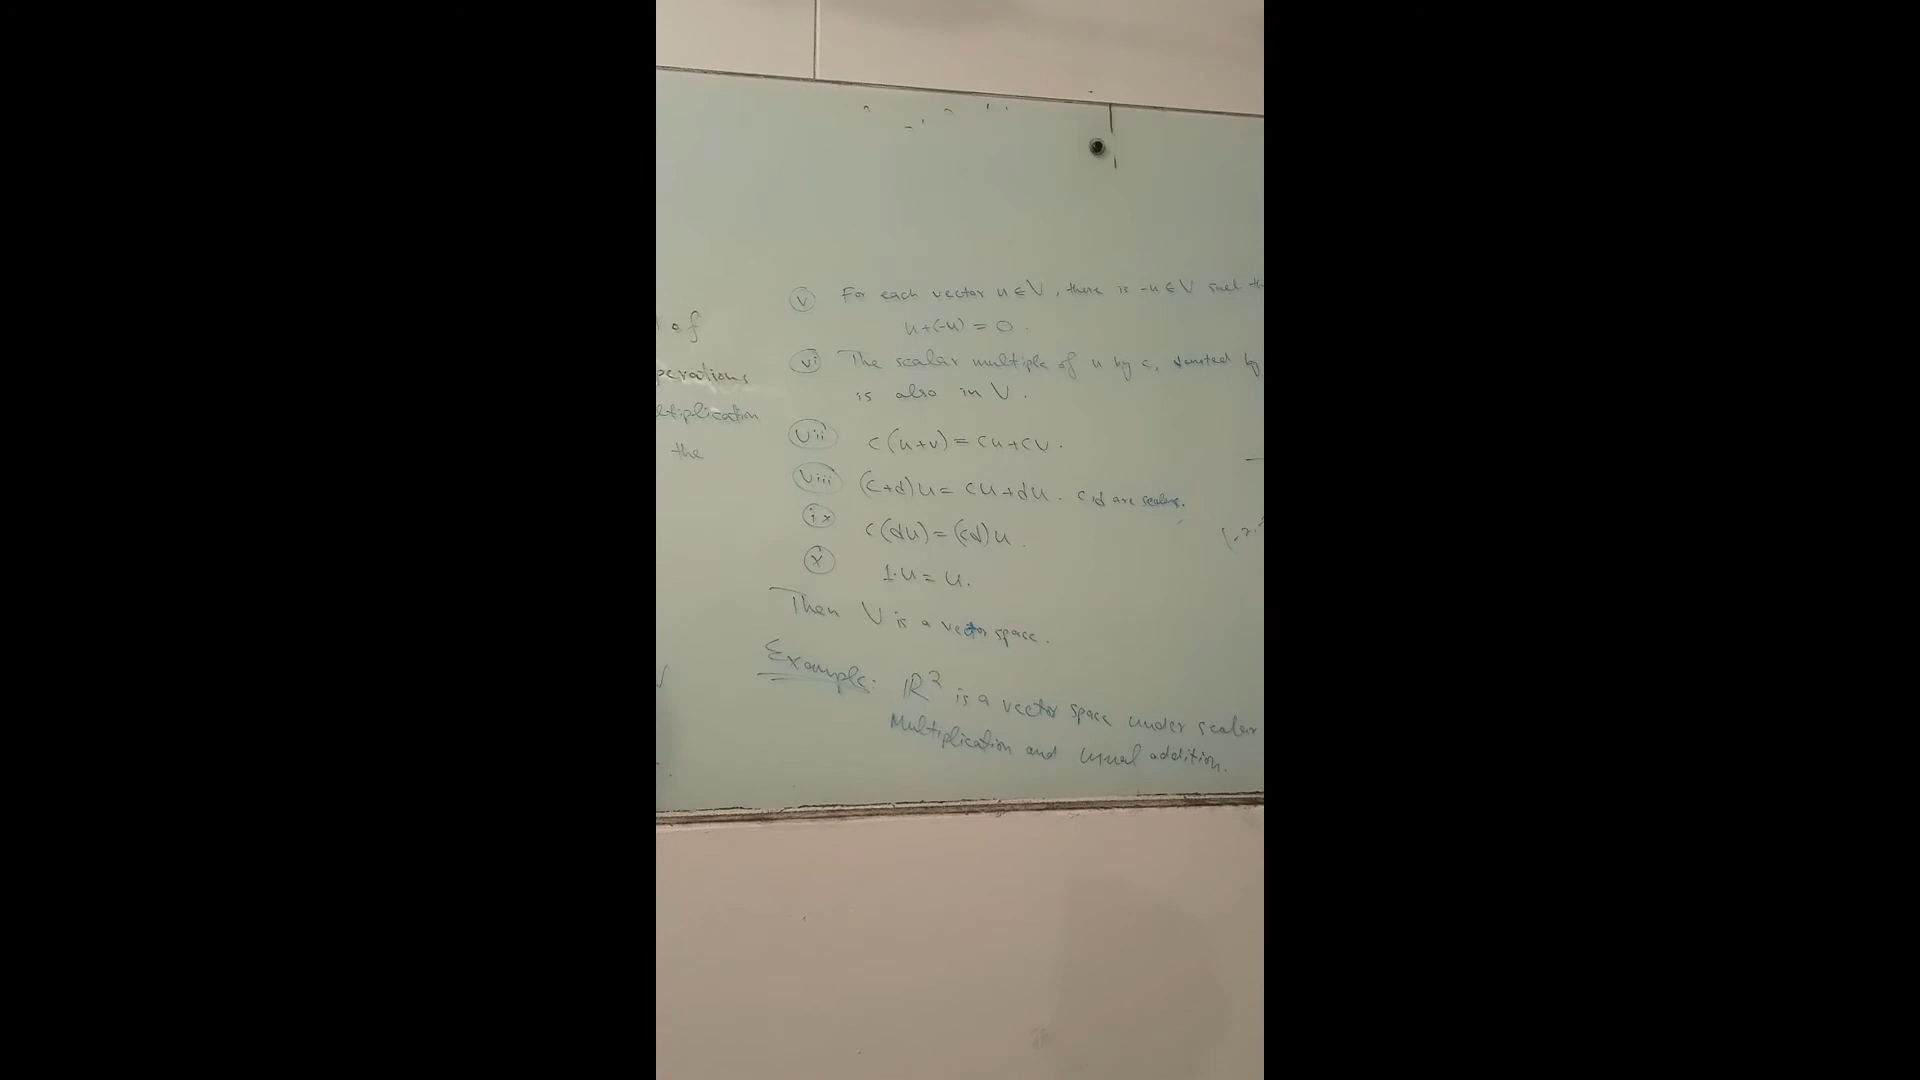 of
perations
ltiplication
the
(v) For each vector u ∈ V, there is -u ∈ V such th
u+(-u) = 0.
(vi) The scalar multiple of u by c, denoted by
is also in V.
(vii) c(u+v) = cu+cv.
(viii) (c+d)u = cu+du. c,d are scalars.
(ix) c(du) = (cd)u.
(x) 1·u = u.
Then V is a vector space.
Example: ℝ² is a vector space under scalar
Multiplication and usual addition.